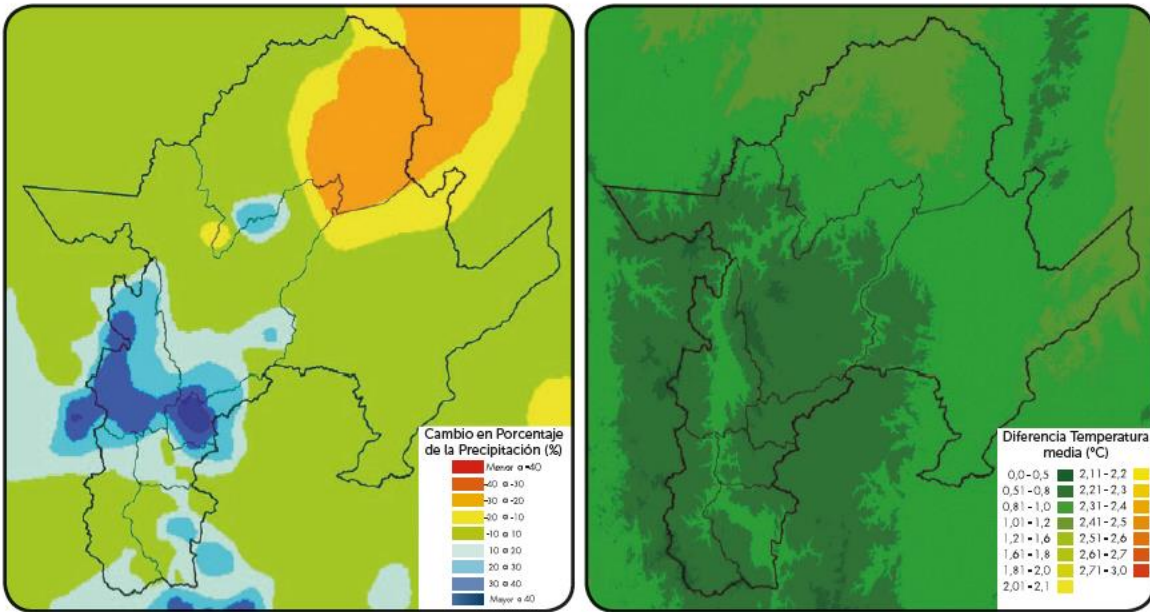 Cambio en Porcentaje
de la Precipitación (%)
Menor a -40
-40 a -30
-30 a -20
-20 a -10
-10 a 10
10 a 20
20 a 30
30 a 40
Mayor a 40
Diferencia Temperatura
media (°C)
0,0 - 0,5
0,51 - 0,8
0,81 - 1,0
1,01 - 1,2
1,21 - 1,6
1,61 - 1,8
1,81 - 2,0
2,01 - 2,1
2,11 - 2,2
2,21 - 2,3
2,31 - 2,4
2,41 - 2,5
2,51 - 2,6
2,61 - 2,7
2,71 - 3,0